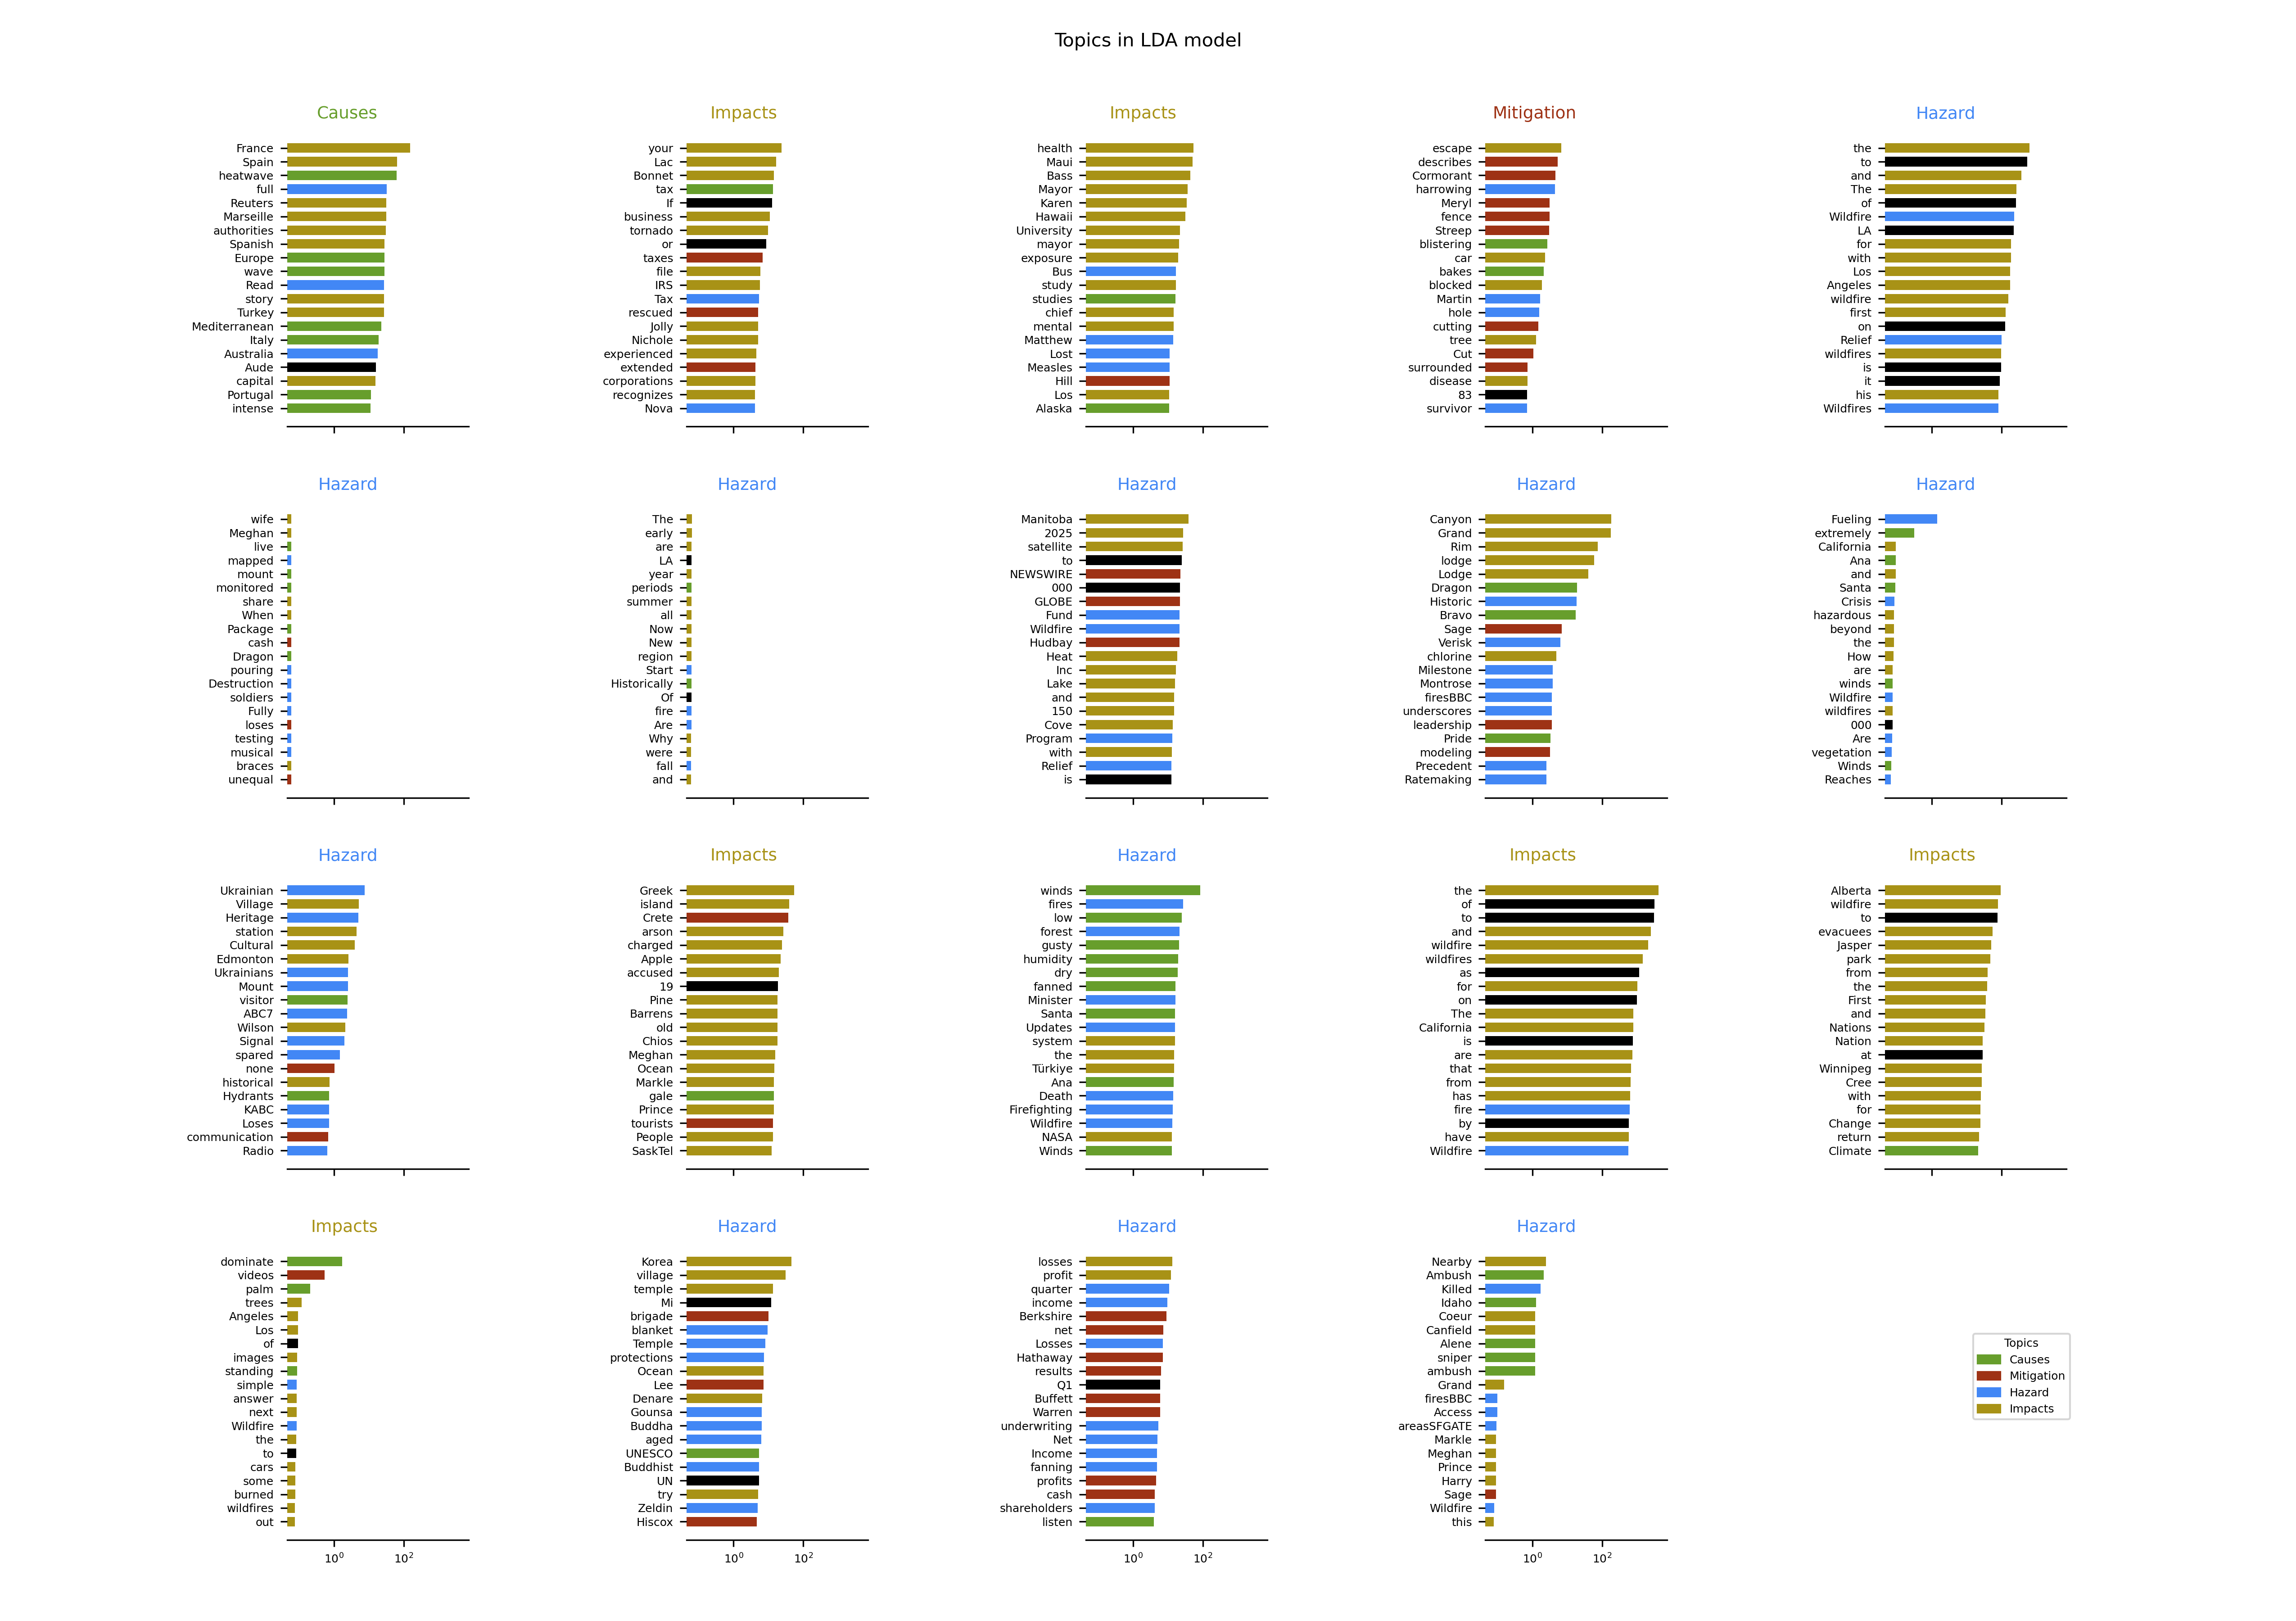 Topics in LDA model
Causes
France
Spain
heatwave
full
Reuters
Marseille
authorities
Spanish
Europe
wave
Read
story
Turkey
Mediterranean
Italy
Australia
Aude
capital
Portugal
intense
Impacts
your
Lac
Bonnet
tax
If
business
tornado
or
taxes
file
IRS
Tax
rescued
Jolly
Nichole
experienced
extended
corporations
recognizes
Nova
Impacts
health
Maui
Bass
Mayor
Karen
Hawaii
University
mayor
exposure
Bus
study
studies
chief
mental
Matthew
Lost
Measles
Hill
Los
Alaska
Mitigation
escape
describes
Cormorant
harrowing
Meryl
fence
Streep
blistering
car
bakes
blocked
Martin
hole
cutting
tree
Cut
surrounded
disease
83
survivor
Hazard
the
to
and
The
of
Wildfire
LA
for
with
Los
Angeles
wildfire
first
on
Relief
wildfires
is
it
his
Wildfires
Hazard
wife
Meghan
live
mapped
mount
monitored
share
When
Package
cash
Dragon
pouring
Destruction
soldiers
Fully
loses
testing
musical
braces
unequal
Hazard
The
early
are
LA
year
periods
summer
all
Now
New
region
Start
Historically
Of
fire
Are
Why
were
fall
and
Hazard
Manitoba
2025
satellite
to
NEWSWIRE
000
GLOBE
Fund
Wildfire
Hudbay
Heat
Inc
Lake
and
150
Cove
Program
with
Relief
is
Hazard
Canyon
Grand
Rim
lodge
Lodge
Dragon
Historic
Bravo
Sage
Verisk
chlorine
Milestone
Montrose
firesBBC
underscores
leadership
Pride
modeling
Precedent
Ratemaking
Hazard
Fueling
extremely
California
Ana
and
Santa
Crisis
hazardous
beyond
the
How
are
winds
Wildfire
wildfires
000
Are
vegetation
Winds
Reaches
Hazard
Ukrainian
Village
Heritage
station
Cultural
Edmonton
Ukrainians
Mount
visitor
ABC7
Wilson
Signal
spared
none
historical
Hydrants
KABC
Loses
communication
Radio
Impacts
Greek
island
Crete
arson
charged
Apple
accused
19
Pine
Barrens
old
Chios
Meghan
Ocean
Markle
gale
Prince
tourists
People
SaskTel
Hazard
winds
fires
low
forest
gusty
humidity
dry
fanned
Minister
Santa
Updates
system
the
Türkiye
Ana
Death
Firefighting
Wildfire
NASA
Winds
Impacts
the
of
to
and
wildfire
wildfires
as
for
on
The
California
is
are
that
from
has
fire
by
have
Wildfire
Impacts
Alberta
wildfire
to
evacuees
Jasper
park
from
the
First
and
Nations
Nation
at
Winnipeg
Cree
with
for
Change
return
Climate
Impacts
dominate
videos
palm
trees
Angeles
Los
of
images
standing
simple
answer
next
Wildfire
the
to
cars
some
burned
wildfires
out
10^0 10^2
Hazard
Korea
village
temple
Mi
brigade
blanket
Temple
protections
Ocean
Lee
Denare
Gounsa
Buddha
aged
UNESCO
Buddhist
UN
try
Zeldin
Hiscox
10^0 10^2
Hazard
losses
profit
quarter
income
Berkshire
net
Losses
Hathaway
results
Q1
Buffett
Warren
underwriting
Net
Income
fanning
profits
cash
shareholders
listen
10^0 10^2
Hazard
Nearby
Ambush
Killed
Idaho
Coeur
Canfield
Alene
sniper
ambush
Grand
firesBBC
Access
areasSFGATE
Markle
Meghan
Prince
Harry
Sage
Wildfire
this
10^0 10^2
Topics
Causes
Mitigation
Hazard
Impacts